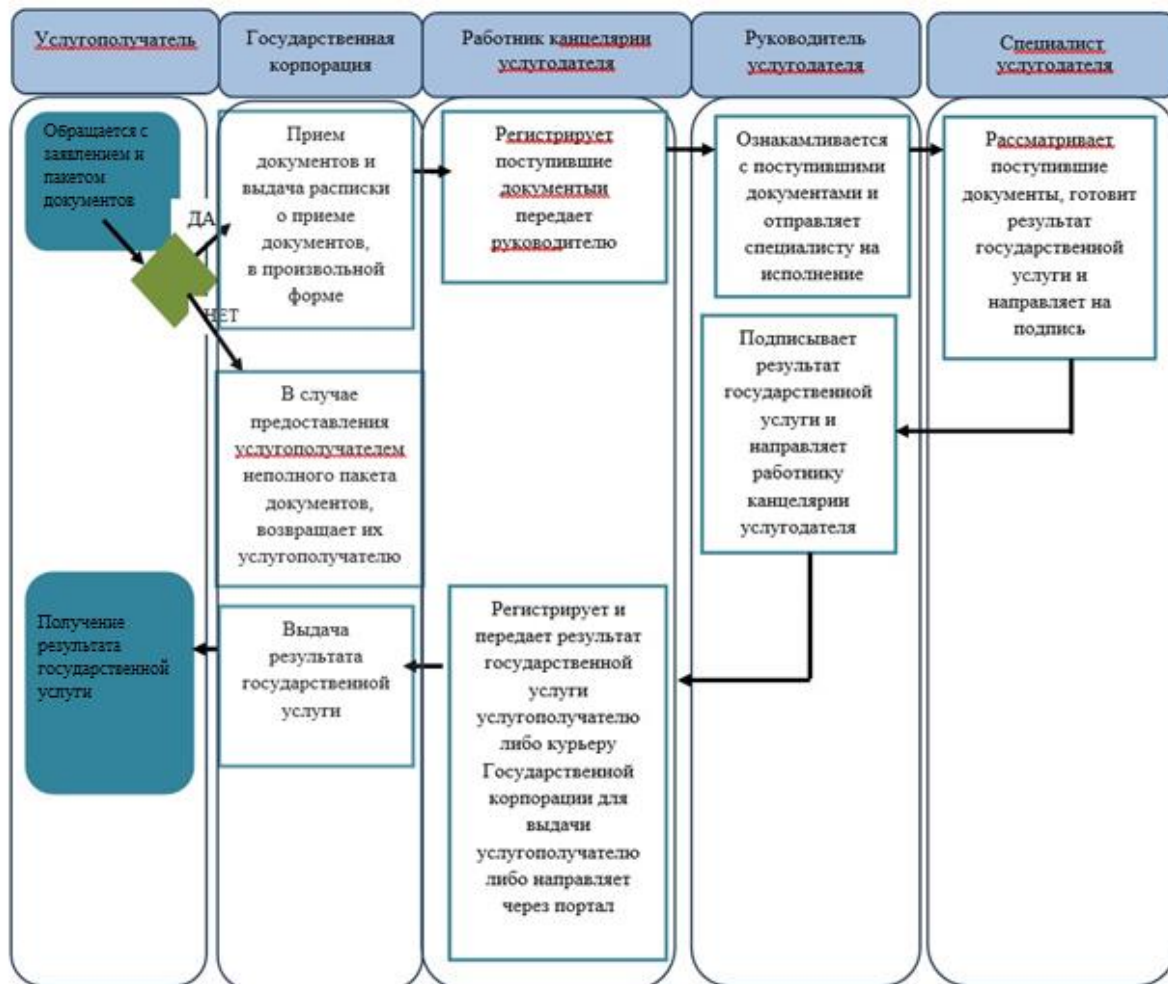 Услугополучатель
Государственная
корпорация
Работник канцелярии
услугодателя
Руководитель
услугодателя
Специалист
услугодателя
Обращается с
заявлением и
пакетом
документов
ДА
НЕТ
Прием
документов и
выдача расписки
о приеме
документов,
в произвольной
форме
Регистрирует
поступившие
документыи
передает
руководителю
Ознакамливается
с поступившими
документами и
отправляет
специалисту на
исполнение
Рассматривает
поступившие
документы, готовит
результат
государственной
услуги и
направляет на
подпись
Подписывает
результат
государственной
услуги и
направляет
работнику
канцелярии
услугодателя
В случае
предоставления
услугополучателем
неполного пакета
документов,
возвращает их
услугополучателю
Регистрирует и
передает результат
государственной
услуги
услугополучателю
либо курьеру
Государственной
корпорации для
выдачи
услугополучателю
либо направляет
через портал
Выдача
результата
государственной
услуги
Получение
результата
государственной
услуги